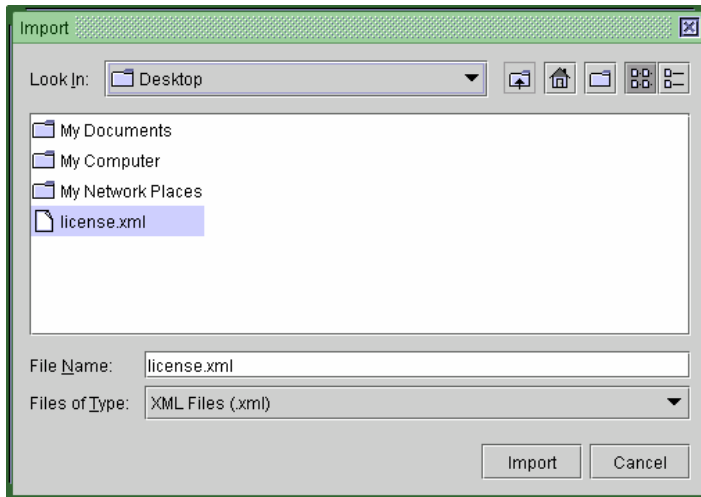 Import
Look In: Desktop
My Documents
My Computer
My Network Places
license.xml
File Name: license.xml
Files of Type: XML Files (.xml)
Import Cancel